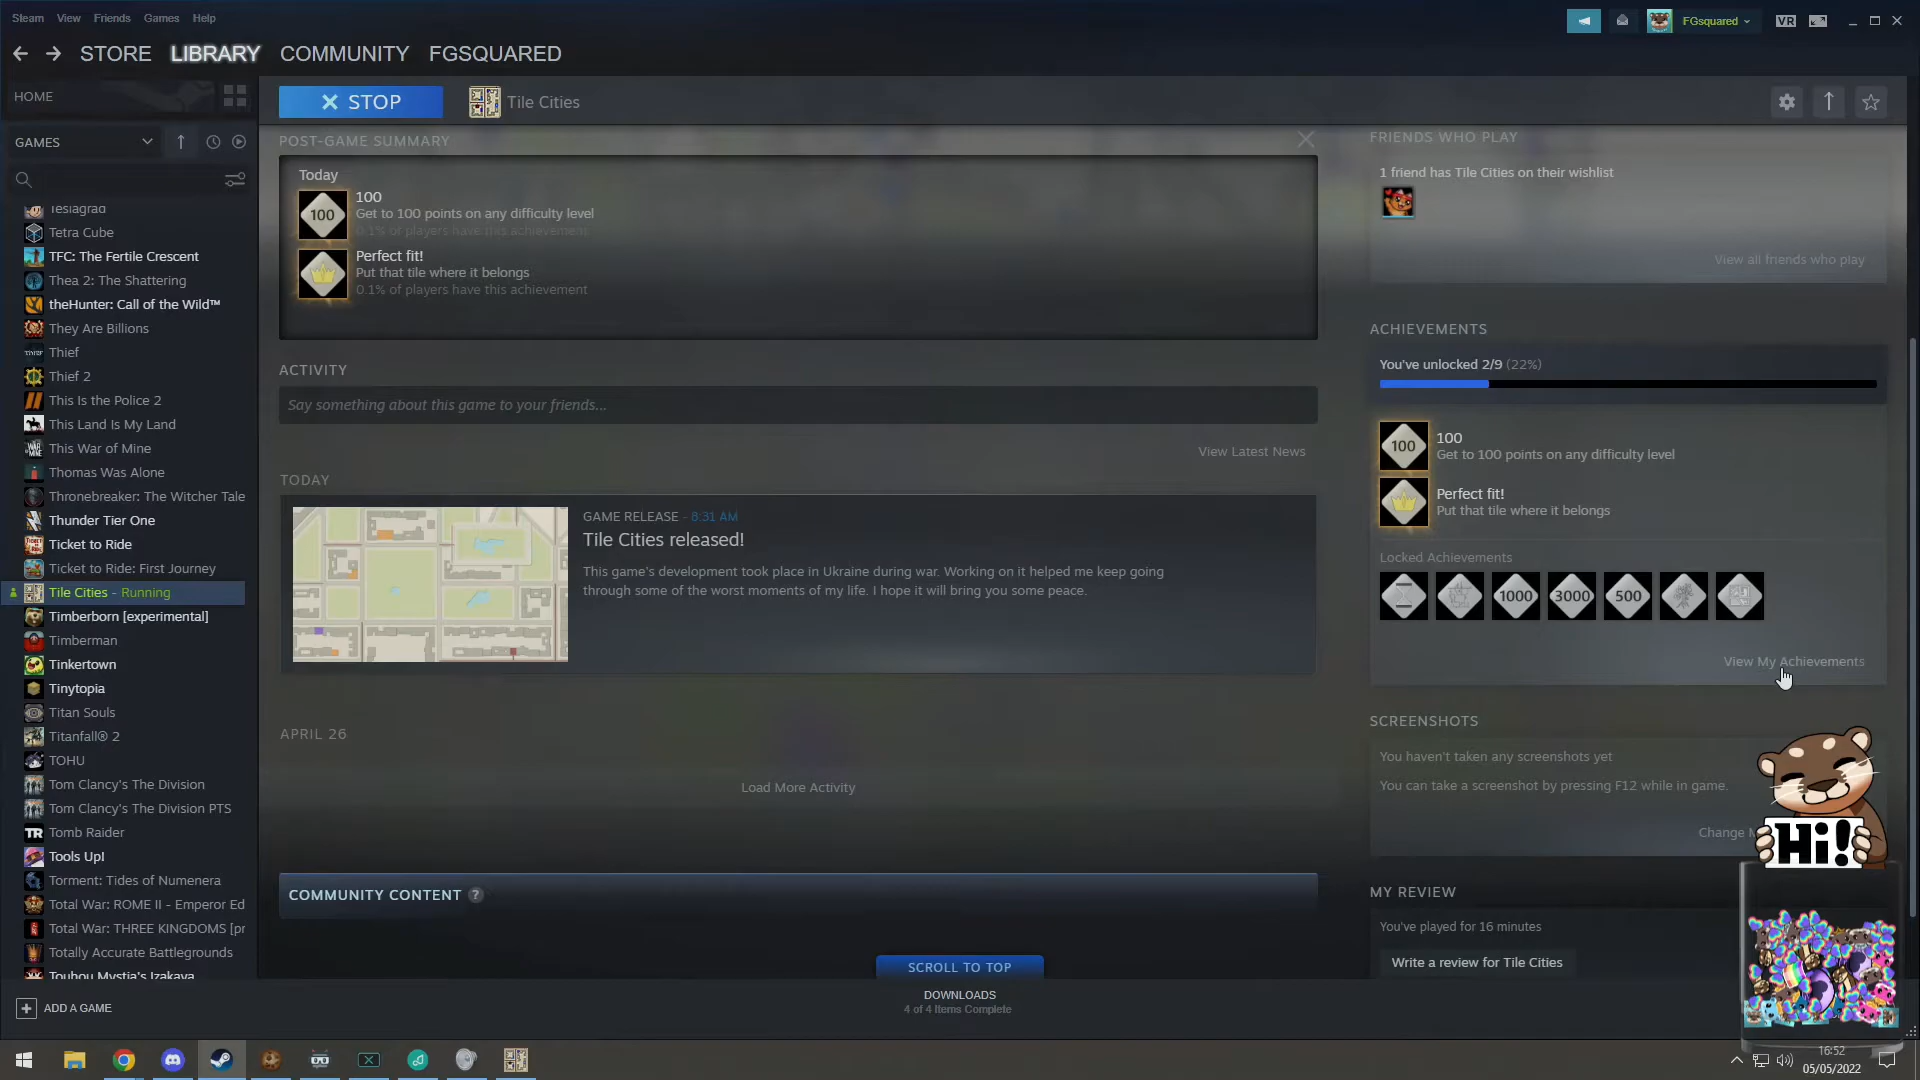 Steam View Friends Games Help
FGsquared
VR
STORE LIBRARY COMMUNITY FGSQUARED
HOME
STOP
Tile Cities
GAMES
Teslagrad
Tetra Cube
TFC: The Fertile Crescent
Thea 2: The Shattering
theHunter: Call of the Wild™
They Are Billions
Thief
Thief 2
This Is the Police 2
This Land Is My Land
This War of Mine
Thomas Was Alone
Thronebreaker: The Witcher Tale
Thunder Tier One
Ticket to Ride
Ticket to Ride: First Journey
Tile Cities - Running
Timberborn [experimental]
Timberman
Tinkertown
Tinytopia
Titan Souls
Titanfall® 2
TOHU
Tom Clancy's The Division
Tom Clancy's The Division PTS
Tomb Raider
Tools Up!
Torment: Tides of Numenera
Total War: ROME II - Emperor Ed
Total War: THREE KINGDOMS [pr
Totally Accurate Battlegrounds
Touhou Mystia's Izakaya
ADD A GAME
POST-GAME SUMMARY
Today
100
100
Get to 100 points on any difficulty level
0.1% of players have this achievement
Perfect fit!
Put that tile where it belongs
0.1% of players have this achievement
ACTIVITY
Say something about this game to your friends...
View Latest News
TODAY
GAME RELEASE - 8:31 AM
Tile Cities released!
This game's development took place in Ukraine during war. Working on it helped me keep going
through some of the worst moments of my life. I hope it will bring you some peace.
APRIL 26
Load More Activity
COMMUNITY CONTENT ?
SCROLL TO TOP
DOWNLOADS
4 of 4 Items Complete
FRIENDS WHO PLAY
1 friend has Tile Cities on their wishlist
View all friends who play
ACHIEVEMENTS
You've unlocked 2/9 (22%)
100
100
Get to 100 points on any difficulty level
Perfect fit!
Put that tile where it belongs
Locked Achievements
1000 3000 500
View My Achievements
SCREENSHOTS
You haven't taken any screenshots yet
You can take a screenshot by pressing F12 while in game.
Change
Hi!
MY REVIEW
You've played for 16 minutes
Write a review for Tile Cities
16:52
05/05/2022